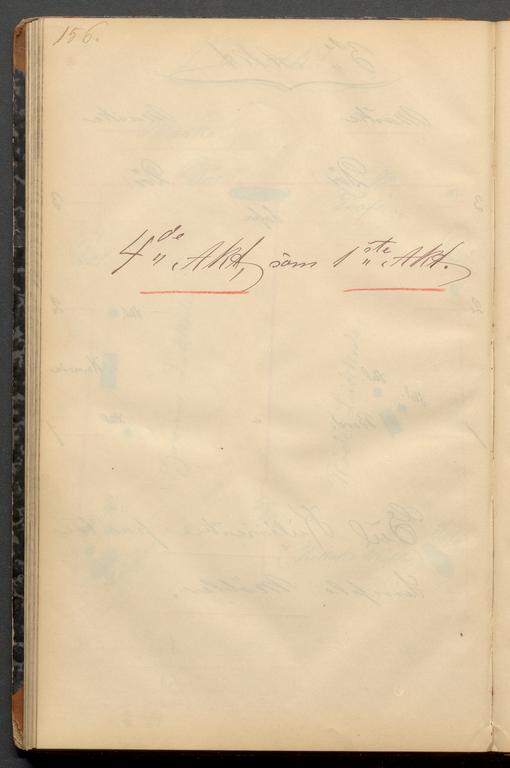 156.
4de Akt, som 1ste Akt.